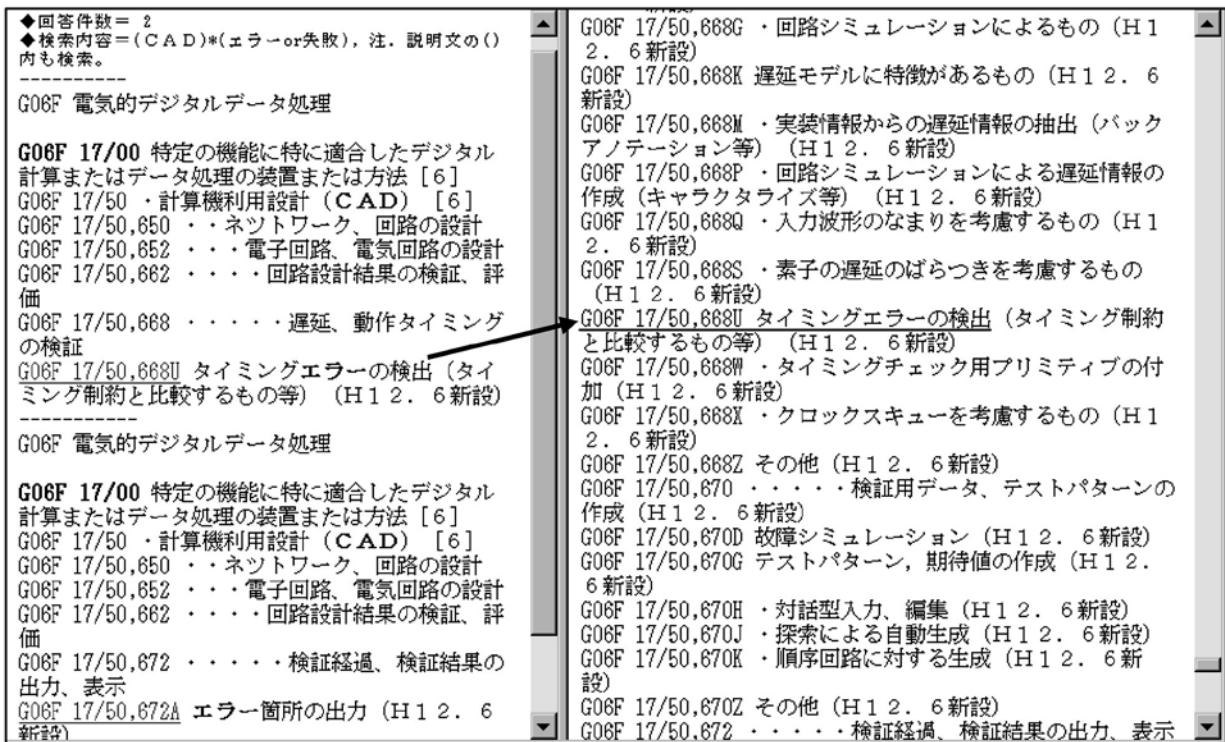 ◆回答件数＝ 2
◆検索内容＝(ＣＡＤ)*(エラーor失敗)，注．説明文の()
内も検索。
----------
G06F 電気的デジタルデータ処理
G06F 17/00 特定の機能に特に適合したデジタル
計算またはデータ処理の装置または方法［6］
G06F 17/50 ・計算機利用設計（ＣＡＤ）［6］
G06F 17/50,650 ・・ネツトワーク、回路の設計
G06F 17/50,652 ・・・電子回路、電気回路の設計
G06F 17/50,662 ・・・・回路設計結果の検証、評
価
G06F 17/50,668 ・・・・・遅延、動作タイミング
の検証
G06F 17/50,668U タイミングエラーの検出（タイ
ミング制約と比較するもの等）（Ｈ１２．６新設）
----------
G06F 電気的デジタルデータ処理
G06F 17/00 特定の機能に特に適合したデジタル
計算またはデータ処理の装置または方法［6］
G06F 17/50 ・計算機利用設計（ＣＡＤ）［6］
G06F 17/50,650 ・・ネツトワーク、回路の設計
G06F 17/50,652 ・・・電子回路、電気回路の設計
G06F 17/50,662 ・・・・回路設計結果の検証、評
価
G06F 17/50,672 ・・・・・検証経過、検証結果の
出力、表示
G06F 17/50,672A エラー箇所の出力（Ｈ１２．６
新設）
G06F 17/50,668G ・回路シミュレーションによるもの（Ｈ１
２．６新設）
G06F 17/50,668K 遅延モデルに特徴があるもの（Ｈ１２．６
新設）
G06F 17/50,668M ・実装情報からの遅延情報の抽出（バック
アノテーション等）（Ｈ１２．６新設）
G06F 17/50,668P ・回路シミュレーションによる遅延情報の
作成（キャラクタライズ等）（Ｈ１２．６新設）
G06F 17/50,668Q ・入力波形のなまりを考慮するもの（Ｈ１
２．６新設）
G06F 17/50,668S ・素子の遅延のばらつきを考慮するもの
（Ｈ１２．６新設）
G06F 17/50,668U タイミングエラーの検出（タイミング制約
と比較するもの等）（Ｈ１２．６新設）
G06F 17/50,668W ・タイミングチェック用プリミティブの付
加（Ｈ１２．６新設）
G06F 17/50,668X ・クロックスキューを考慮するもの（Ｈ１
２．６新設）
G06F 17/50,668Z その他（Ｈ１２．６新設）
G06F 17/50,670 ・・・・・検証用データ、テストパターンの
作成（Ｈ１２．６新設）
G06F 17/50,670D 故障シミュレーション（Ｈ１２．６新設）
G06F 17/50,670G テストパターン，期待値の作成（Ｈ１２．
６新設）
G06F 17/50,670H ・対話型入力、編集（Ｈ１２．６新設）
G06F 17/50,670J ・探索による自動生成（Ｈ１２．６新設）
G06F 17/50,670K ・順序回路に対する生成（Ｈ１２．６新
設）
G06F 17/50,670Z その他（Ｈ１２．６新設）
G06F 17/50,672 ・・・・・検証経過、検証結果の出力、表示